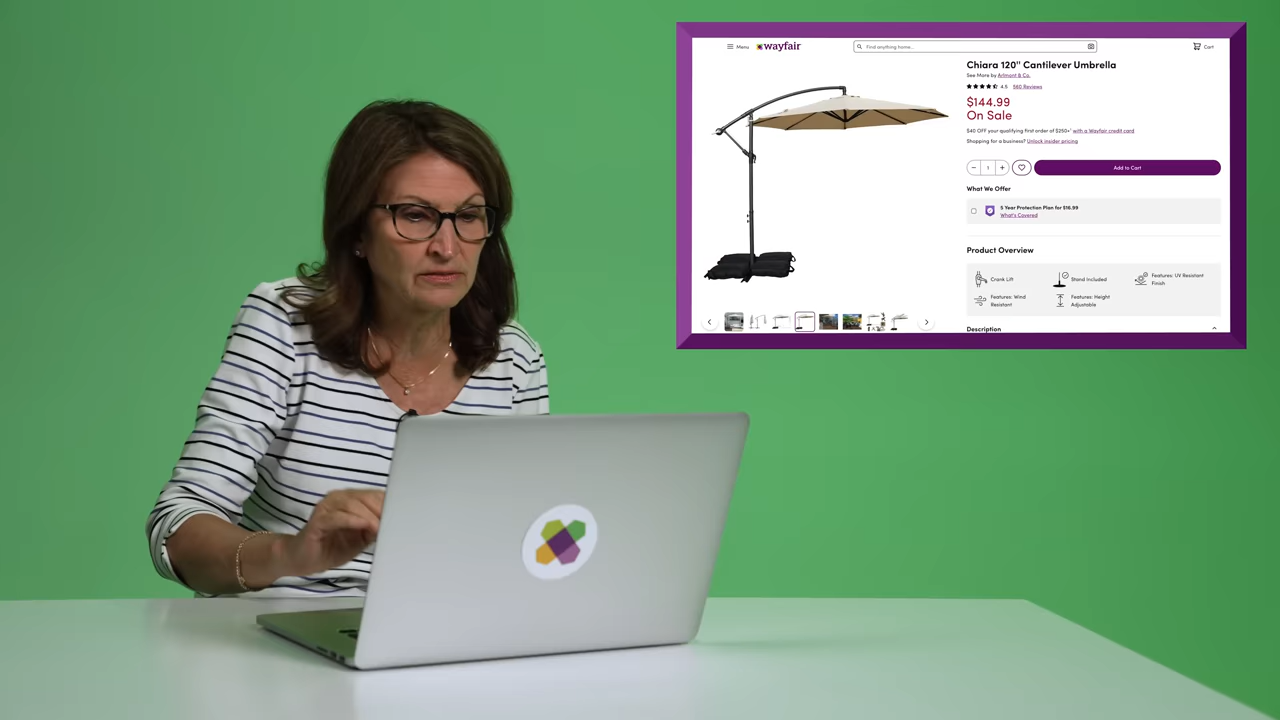 Menu
wayfair
Find anything home...
Cart
Chiara 120" Cantilever Umbrella
See More by Arlmont & Co.
4.5 560 Reviews
$144.99
On Sale
$40 OFF your qualifying first order of $250+¹ with a Wayfair credit card
Shopping for a business? Unlock insider pricing
1
Add to Cart
What We Offer
5 Year Protection Plan for $16.99
What's Covered
Product Overview
Crank Lift
Stand Included
Features: UV Resistant
Finish
Features: Wind
Resistant
Features: Height
Adjustable
Description